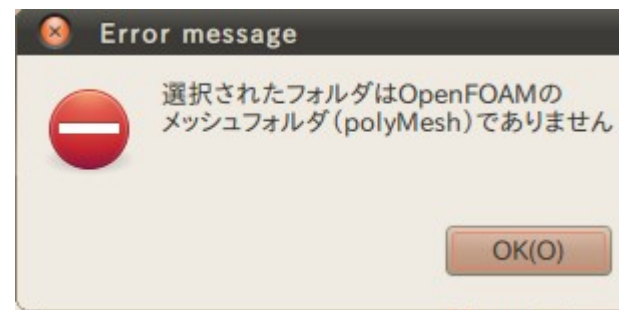 Error message
選択されたフォルダはOpenFOAMの
メッシュフォルダ(polyMesh)でありません
OK(O)